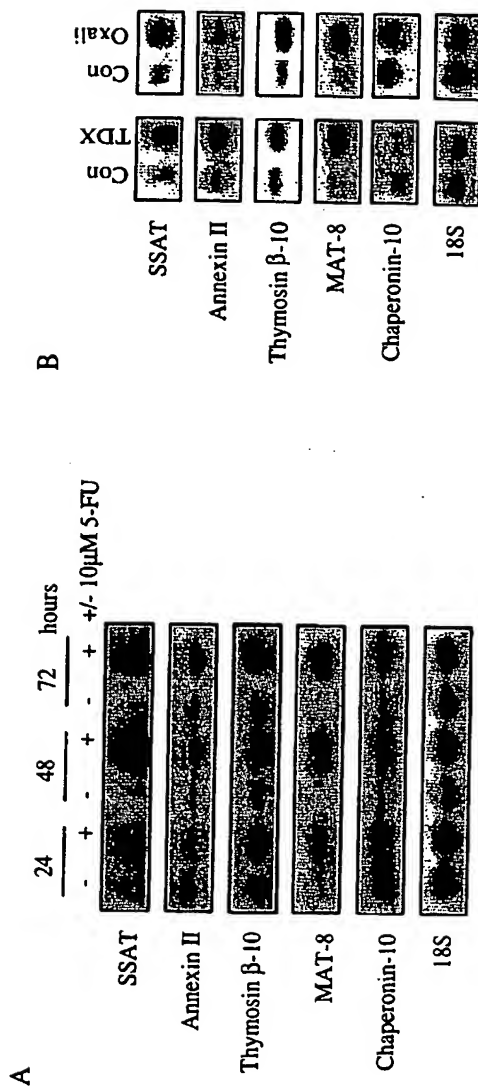 A
24 48 72 hours
- + - + - + +/- 10μM 5-FU
SSAT
Annexin II
Thymosin β-10
MAT-8
Chaperonin-10
18S
B
Con TDX Con Oxali
SSAT
Annexin II
Thymosin β-10
MAT-8
Chaperonin-10
18S